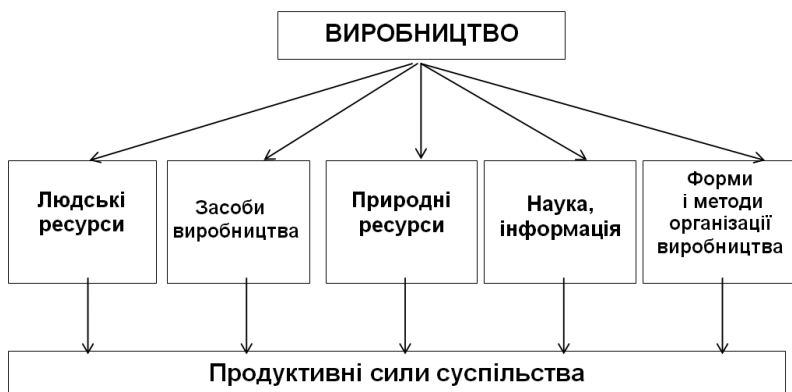 ВИРОБНИЦТВО
Людські
ресурси
Засоби
виробництва
Природні
ресурси
Наука,
інформація
Форми
і методи
організації
виробництва
Продуктивні сили суспільства